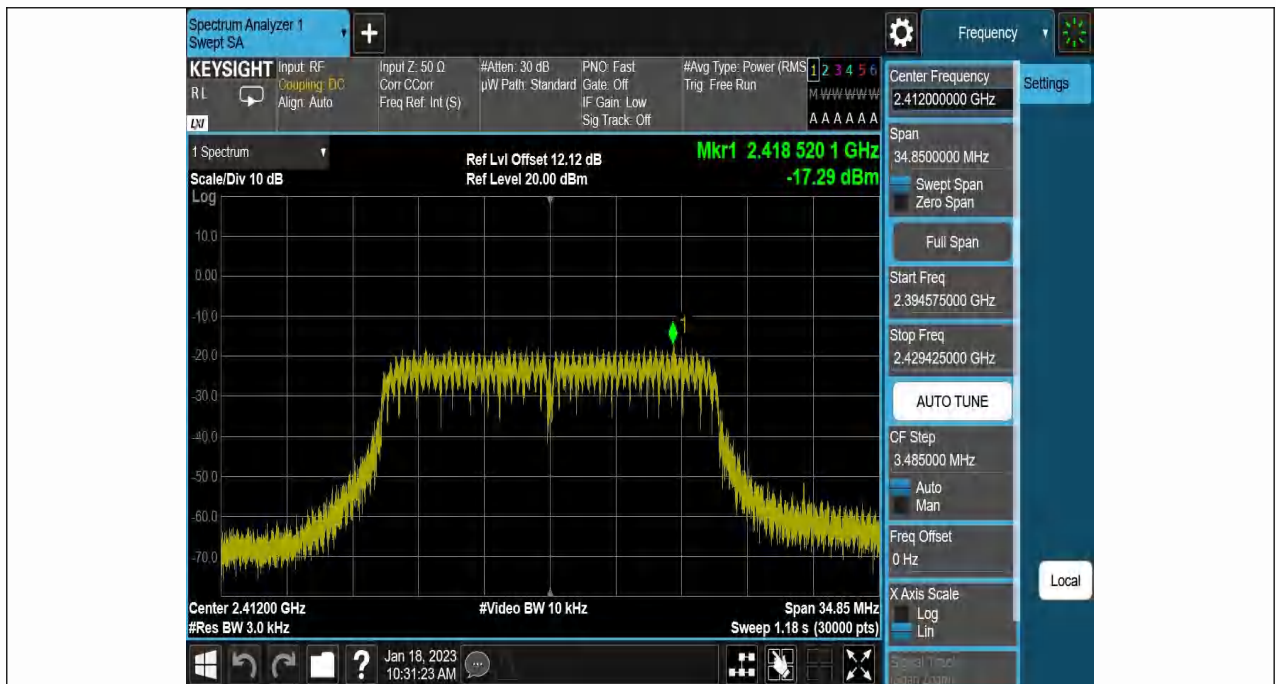 Spectrum Analyzer 1
Swept SA
+
Frequency
KEYSIGHT
R L
LXI
Input: RF
Coupling: DC
Align: Auto
Input Z: 50 Ω
Corr CCorr
Freq Ref: Int (S)
#Atten: 30 dB
µW Path: Standard
PNO: Fast
Gate: Off
IF Gain: Low
Sig Track: Off
#Avg Type: Power (RMS
Trig: Free Run
1 2 3 4 5 6
M W W W W W
A A A A A A
1 Spectrum
Scale/Div 10 dB
Log
Ref Lvl Offset 12.12 dB
Ref Level 20.00 dBm
Mkr1 2.418 520 1 GHz
-17.29 dBm
10.0
0.00
-10.0
-20.0
-30.0
-40.0
-50.0
-60.0
-70.0
1
Center 2.41200 GHz
#Res BW 3.0 kHz
#Video BW 10 kHz
Span 34.85 MHz
Sweep 1.18 s (30000 pts)
Center Frequency
2.412000000 GHz
Settings
Span
34.8500000 MHz
Swept Span
Zero Span
Full Span
Start Freq
2.394575000 GHz
Stop Freq
2.429425000 GHz
AUTO TUNE
CF Step
3.485000 MHz
Auto
Man
Freq Offset
0 Hz
X Axis Scale
Log
Lin
Local
Signal Track
(Span Zoom)
?
Jan 18, 2023
10:31:23 AM